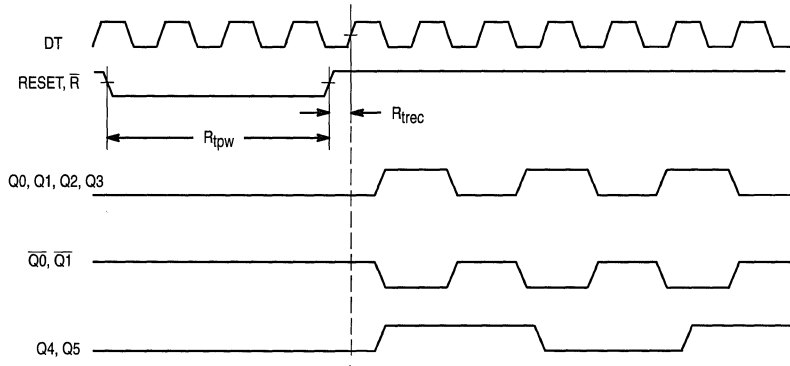 DT
RESET, R̅
Rtrec
Rtpw
Q0, Q1, Q2, Q3
Q̅0̅, Q̅1̅
Q4, Q5